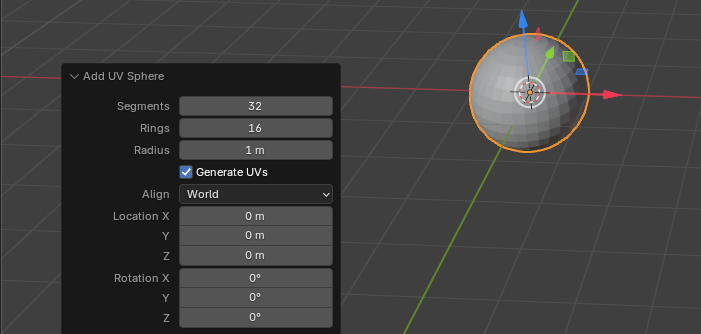 Add UV Sphere
Segments 32
Rings 16
Radius 1 m
Generate UVs
Align World
Location X 0 m
Y 0 m
Z 0 m
Rotation X 0°
Y 0°
Z 0°